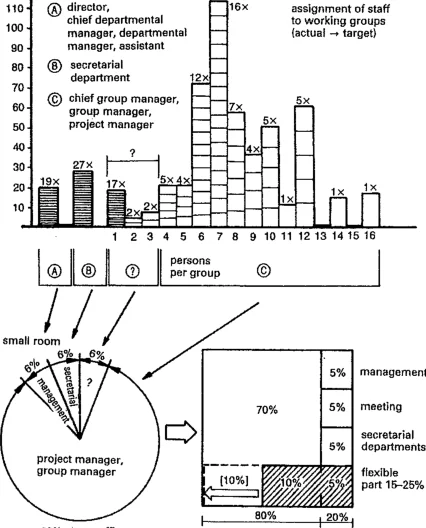 110
100
90
80
70
60
50
40
30
20
10
Ⓐ director,
chief departmental
manager, departmental
manager, assistant
Ⓑ secretarial
department
Ⓒ chief group manager,
group manager,
project manager
assignment of staff
to working groups
(actual → target)
19×
27×
17×
?
2×
2×
5×
4×
12×
16×
7×
4×
5×
1×
5×
1×
1×
1 2 3 4 5 6 7 8 9 10 11 12 13 14 15 16
Ⓐ Ⓑ ? persons
per group Ⓒ
small room
6% 6% 6%
management
secretarial
?
project manager,
group manager
70%
5% management
5% meeting
5% secretarial
departments
[10%] 10% 5% flexible
part 15–25%
80% 20%